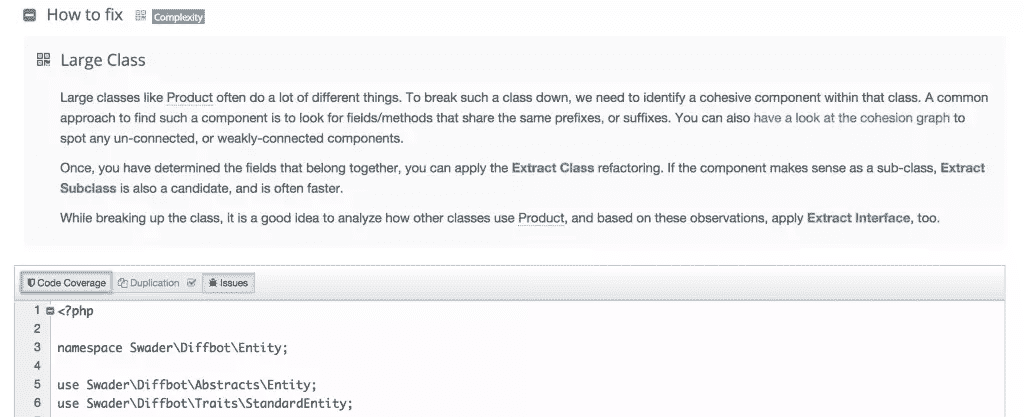 How to fix Complexity
Large Class
Large classes like Product often do a lot of different things. To break such a class down, we need to identify a cohesive component within that class. A common
approach to find such a component is to look for fields/methods that share the same prefixes, or suffixes. You can also have a look at the cohesion graph to
spot any un-connected, or weakly-connected components.
Once, you have determined the fields that belong together, you can apply the Extract Class refactoring. If the component makes sense as a sub-class, Extract
Subclass is also a candidate, and is often faster.
While breaking up the class, it is a good idea to analyze how other classes use Product, and based on these observations, apply Extract Interface, too.
Code Coverage Duplication Issues
1 <?php
2
3 namespace Swader\Diffbot\Entity;
4
5 use Swader\Diffbot\Abstracts\Entity;
6 use Swader\Diffbot\Traits\StandardEntity;